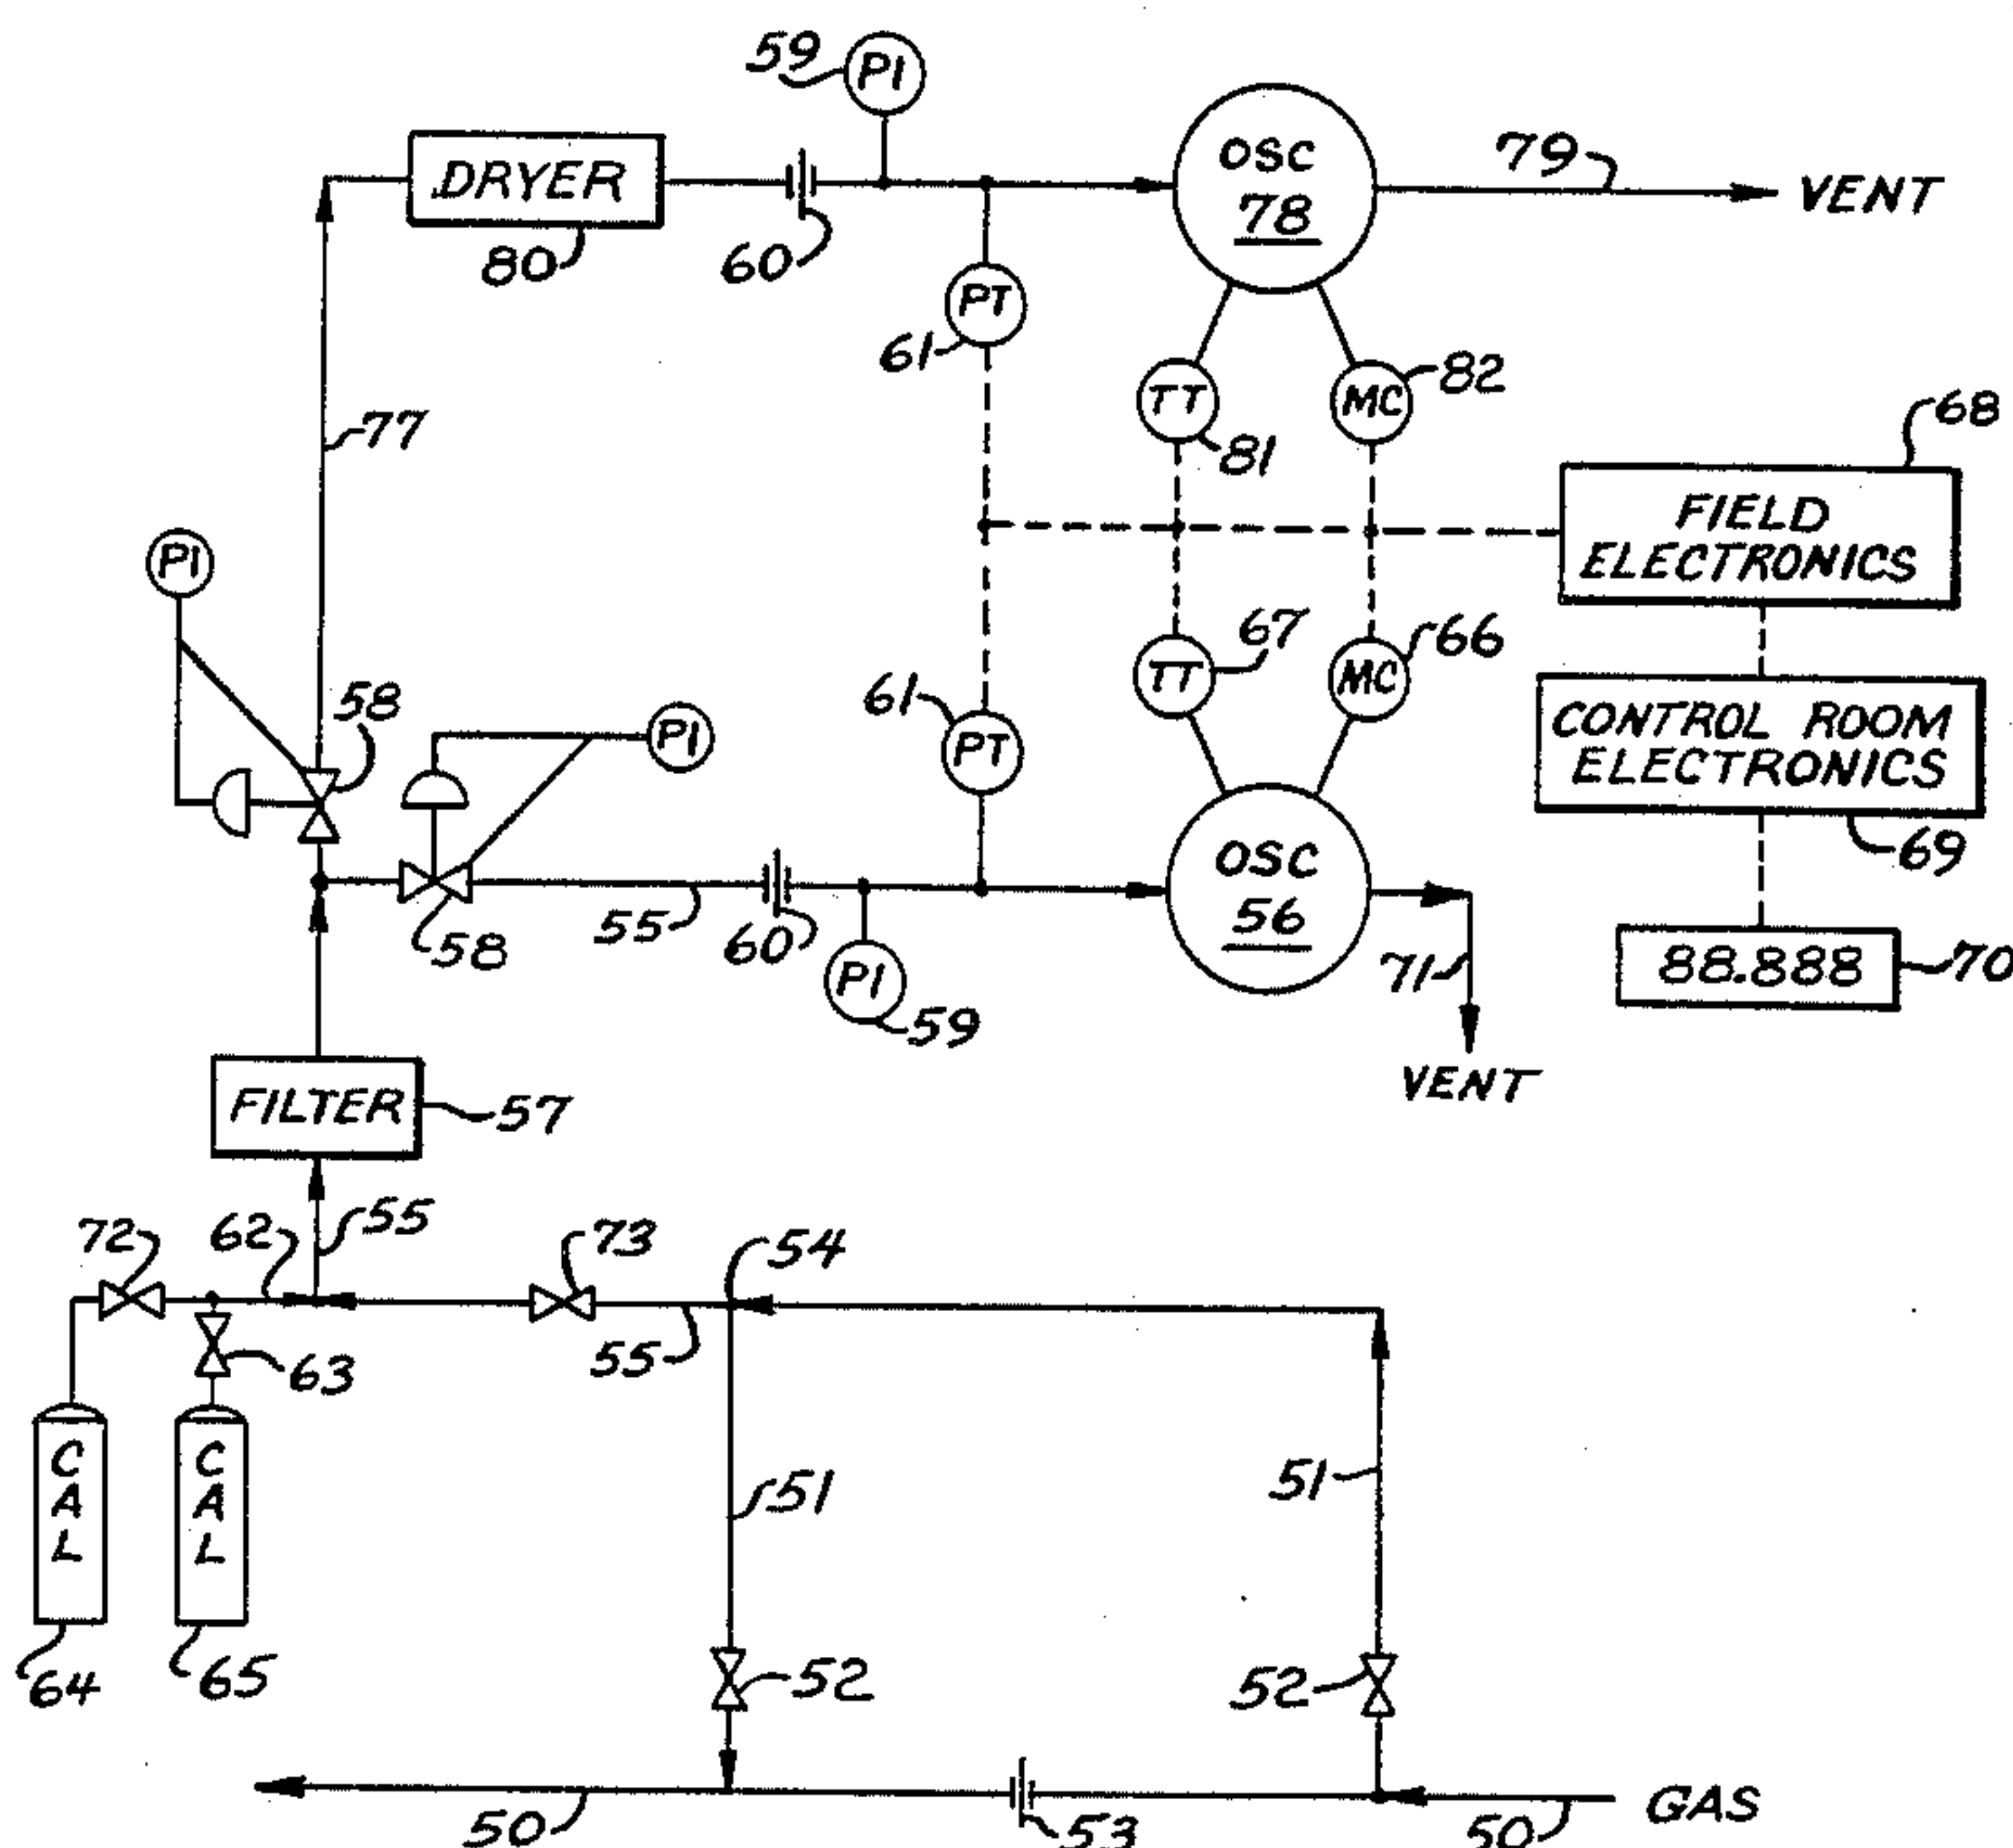 59
PI
OSC
78
79
VENT
DRYER
80
60
PT
61
TT
81
MC
82
77
68
FIELD
ELECTRONICS
PI
58
PI
61
PT
67
TT
66
MC
CONTROL ROOM
ELECTRONICS
69
OSC
56
58
55
60
PI
59
71
VENT
88.888
70
FILTER
57
72
62
55
73
54
55
63
CAL
CAL
64
65
51
51
52
52
50
53
50
GAS